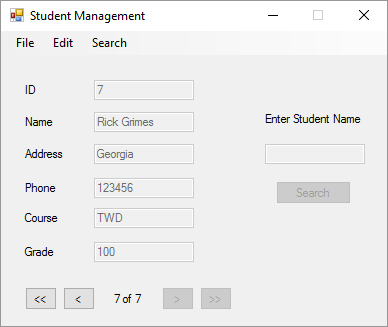 Student Management
File Edit Search
ID 7
Name Rick Grimes
Enter Student Name
Address Georgia
Phone 123456
Search
Course TWD
Grade 100
<< < 7 of 7 > >>